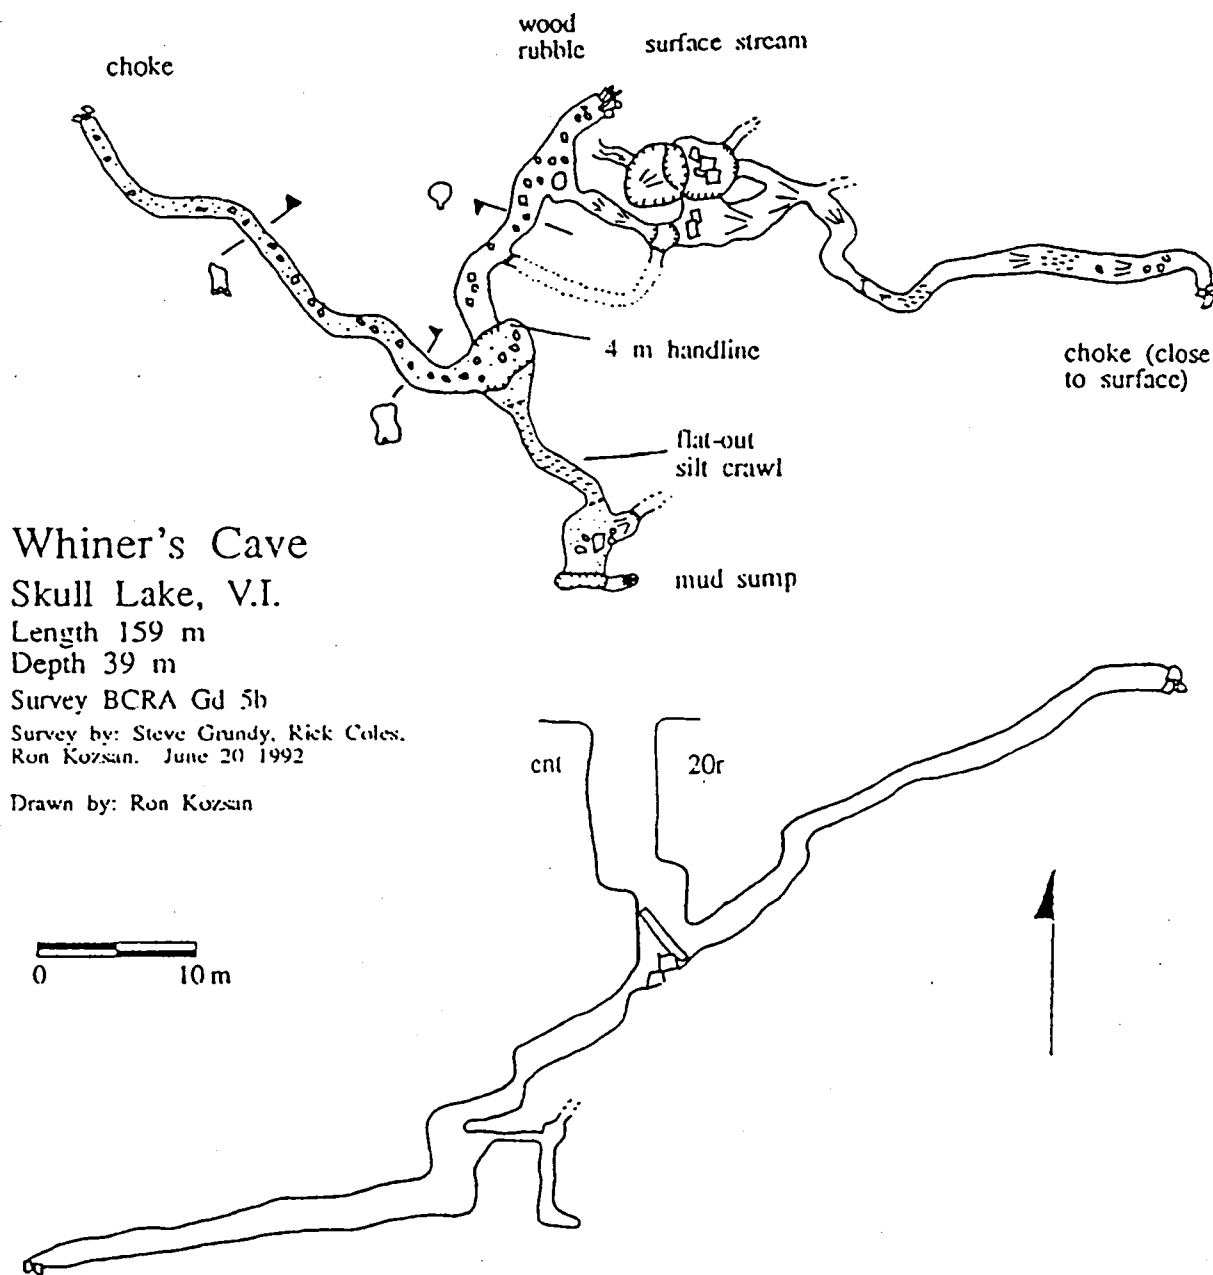 wood
rubble
surface stream
choke
4 m handline
choke (close
to surface)
flat-out
silt crawl
mud sump
Whiner's Cave
Skull Lake, V.I.
Length 159 m
Depth 39 m
Survey BCRA Gd 5b
Survey by: Steve Grundy, Rick Coles,
Ron Kozsan. June 20 1992
Drawn by: Ron Kozsan
ent
20r
0 10 m